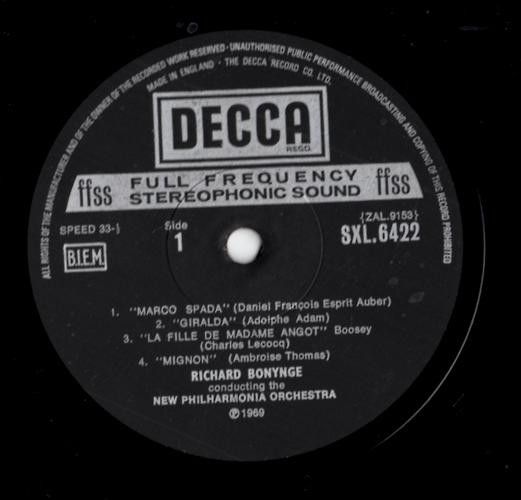 ALL RIGHTS OF THE MANUFACTURER AND OF THE OWNER OF THE RECORDED WORK RESERVED · UNAUTHORISED PUBLIC PERFORMANCE BROADCASTING AND COPYING OF THIS RECORD PROHIBITED
MADE IN ENGLAND · THE DECCA RECORD CO. LTD.
DECCA
REGD.
ffss FULL FREQUENCY STEREOPHONIC SOUND ffss
SPEED 33⅓
B.I.E.M.
Side
1
(ZAL.9153)
SXL.6422
1. "MARCO SPADA" (Daniel François Esprit Auber)
2. "GIRALDA" (Adolphe Adam)
3. "LA FILLE DE MADAME ANGOT" Boosey
(Charles Lecocq)
4. "MIGNON" (Ambroise Thomas)
RICHARD BONYNGE
conducting the
NEW PHILHARMONIA ORCHESTRA
℗1969